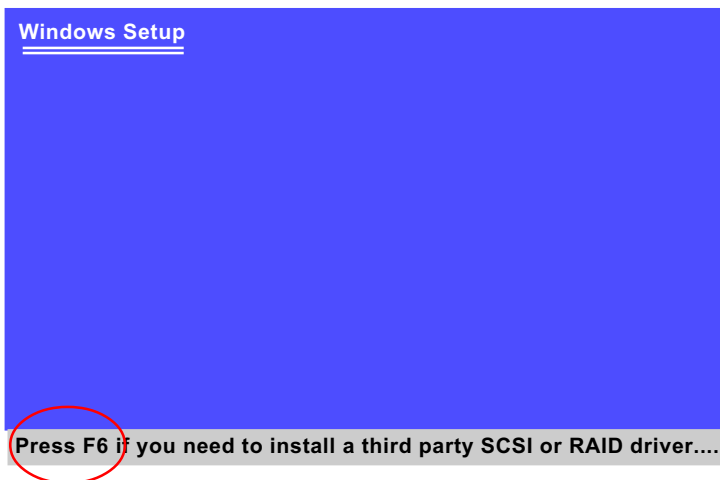 Windows Setup
Press F6 if you need to install a third party SCSI or RAID driver....